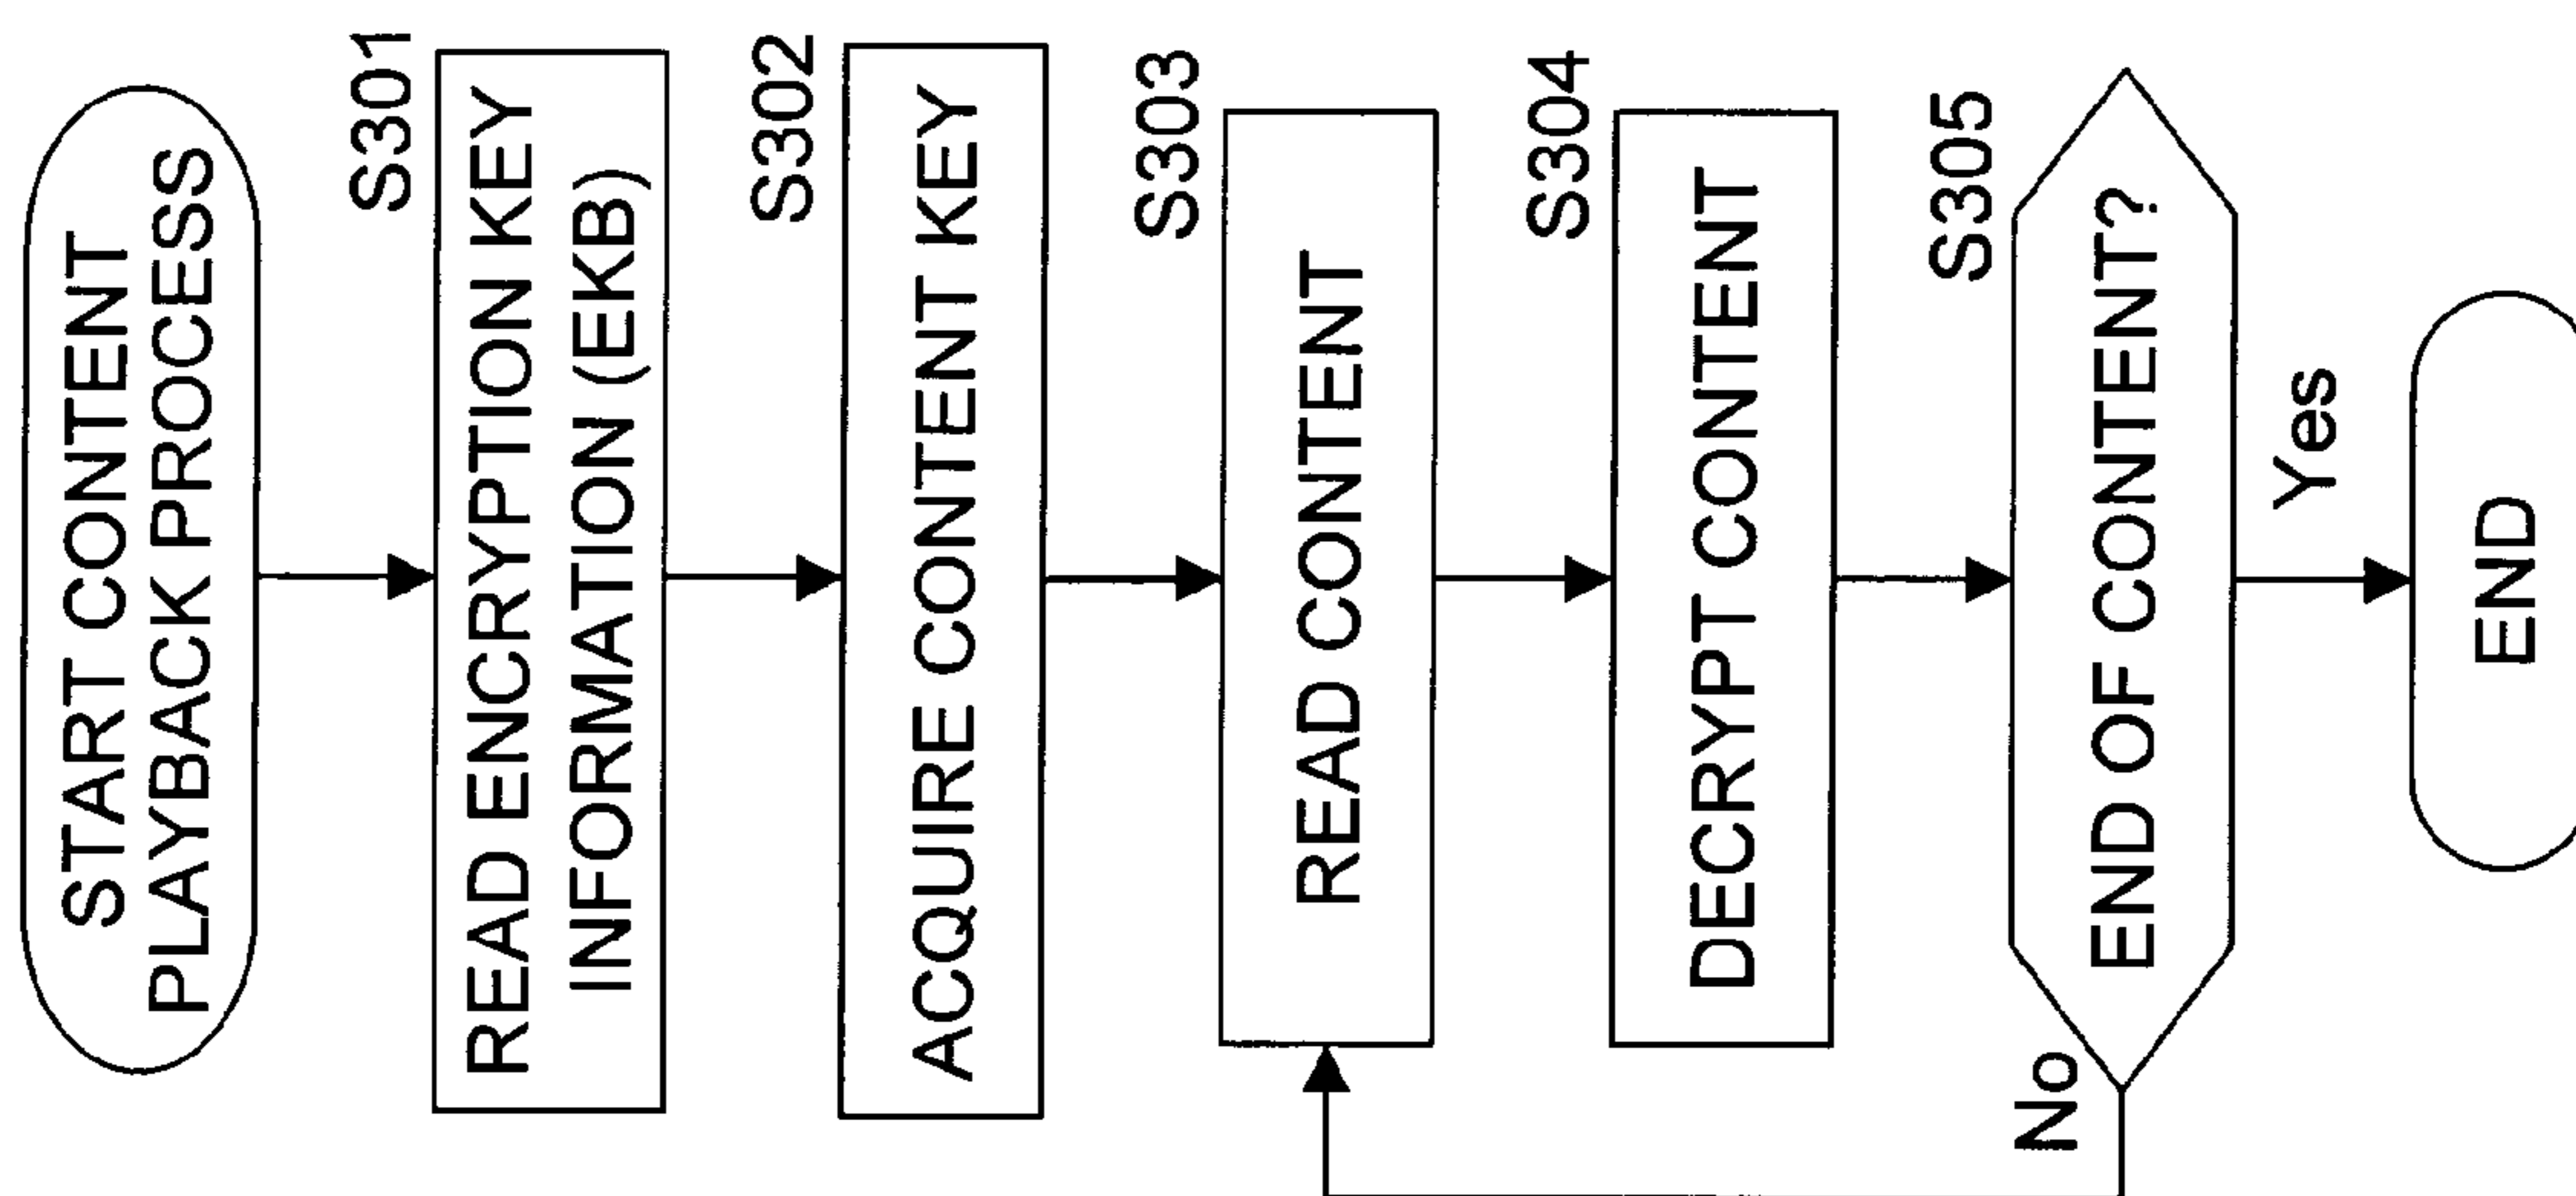 START CONTENT
PLAYBACK PROCESS
S301
READ ENCRYPTION KEY
INFORMATION (EKB)
S302
ACQUIRE CONTENT KEY
S303
READ CONTENT
S304
DECRYPT CONTENT
S305
END OF CONTENT?
No
Yes
END